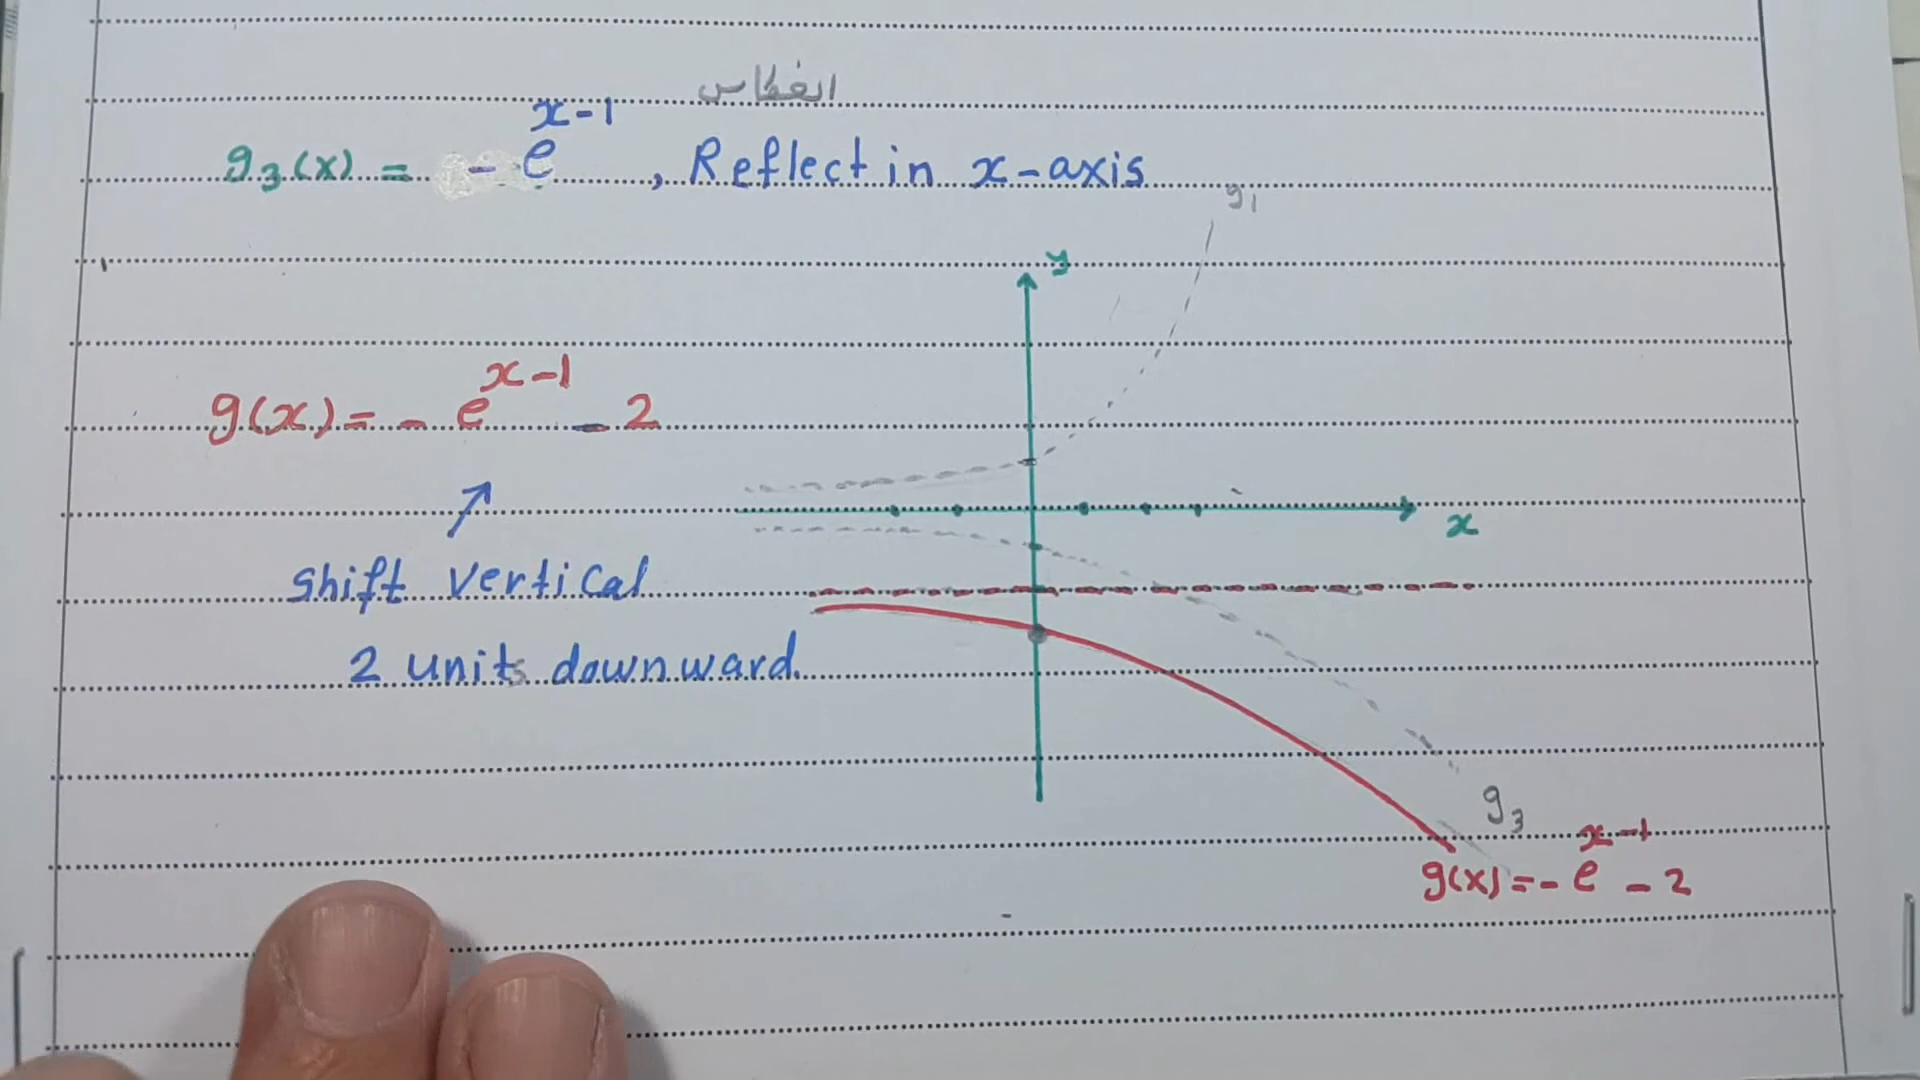 انعكاس
g₃(x) = - e^(x-1) , Reflect in x-axis
g₁
y
g(x) = - e^(x-1) - 2
x
shift vertical
2 units downward.
g₃
g(x) = - e^(x-1) - 2